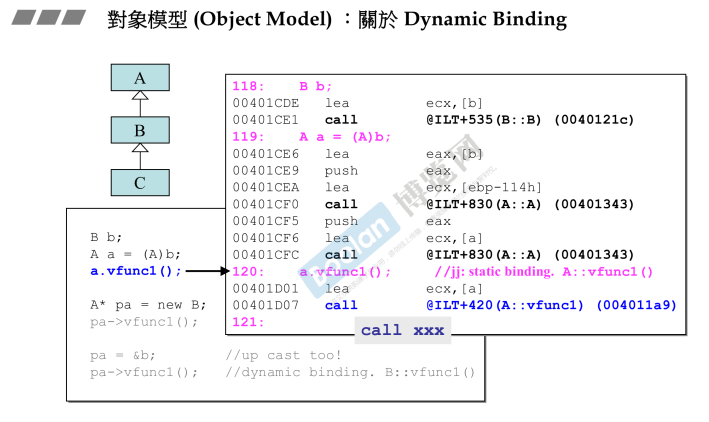 對象模型 (Object Model) ：關於 Dynamic Binding
A
B
C
118: B b;
00401CDE lea ecx,[b]
00401CE1 call @ILT+535(B::B) (0040121c)
119: A a = (A)b;
00401CE6 lea eax,[b]
00401CE9 push eax
00401CEA lea ecx,[ebp-114h]
00401CF0 call @ILT+830(A::A) (00401343)
00401CF5 push eax
00401CF6 lea ecx,[a]
00401CFC call @ILT+830(A::A) (00401343)
120: a.vfunc1(); //jj: static binding. A::vfunc1()
00401D01 lea ecx,[a]
00401D07 call @ILT+420(A::vfunc1) (004011a9)
121:
call xxx
B b;
A a = (A)b;
a.vfunc1();
A* pa = new B;
pa->vfunc1();
pa = &b; //up cast too!
pa->vfunc1(); //dynamic binding. B::vfunc1()
Boolan 博览网